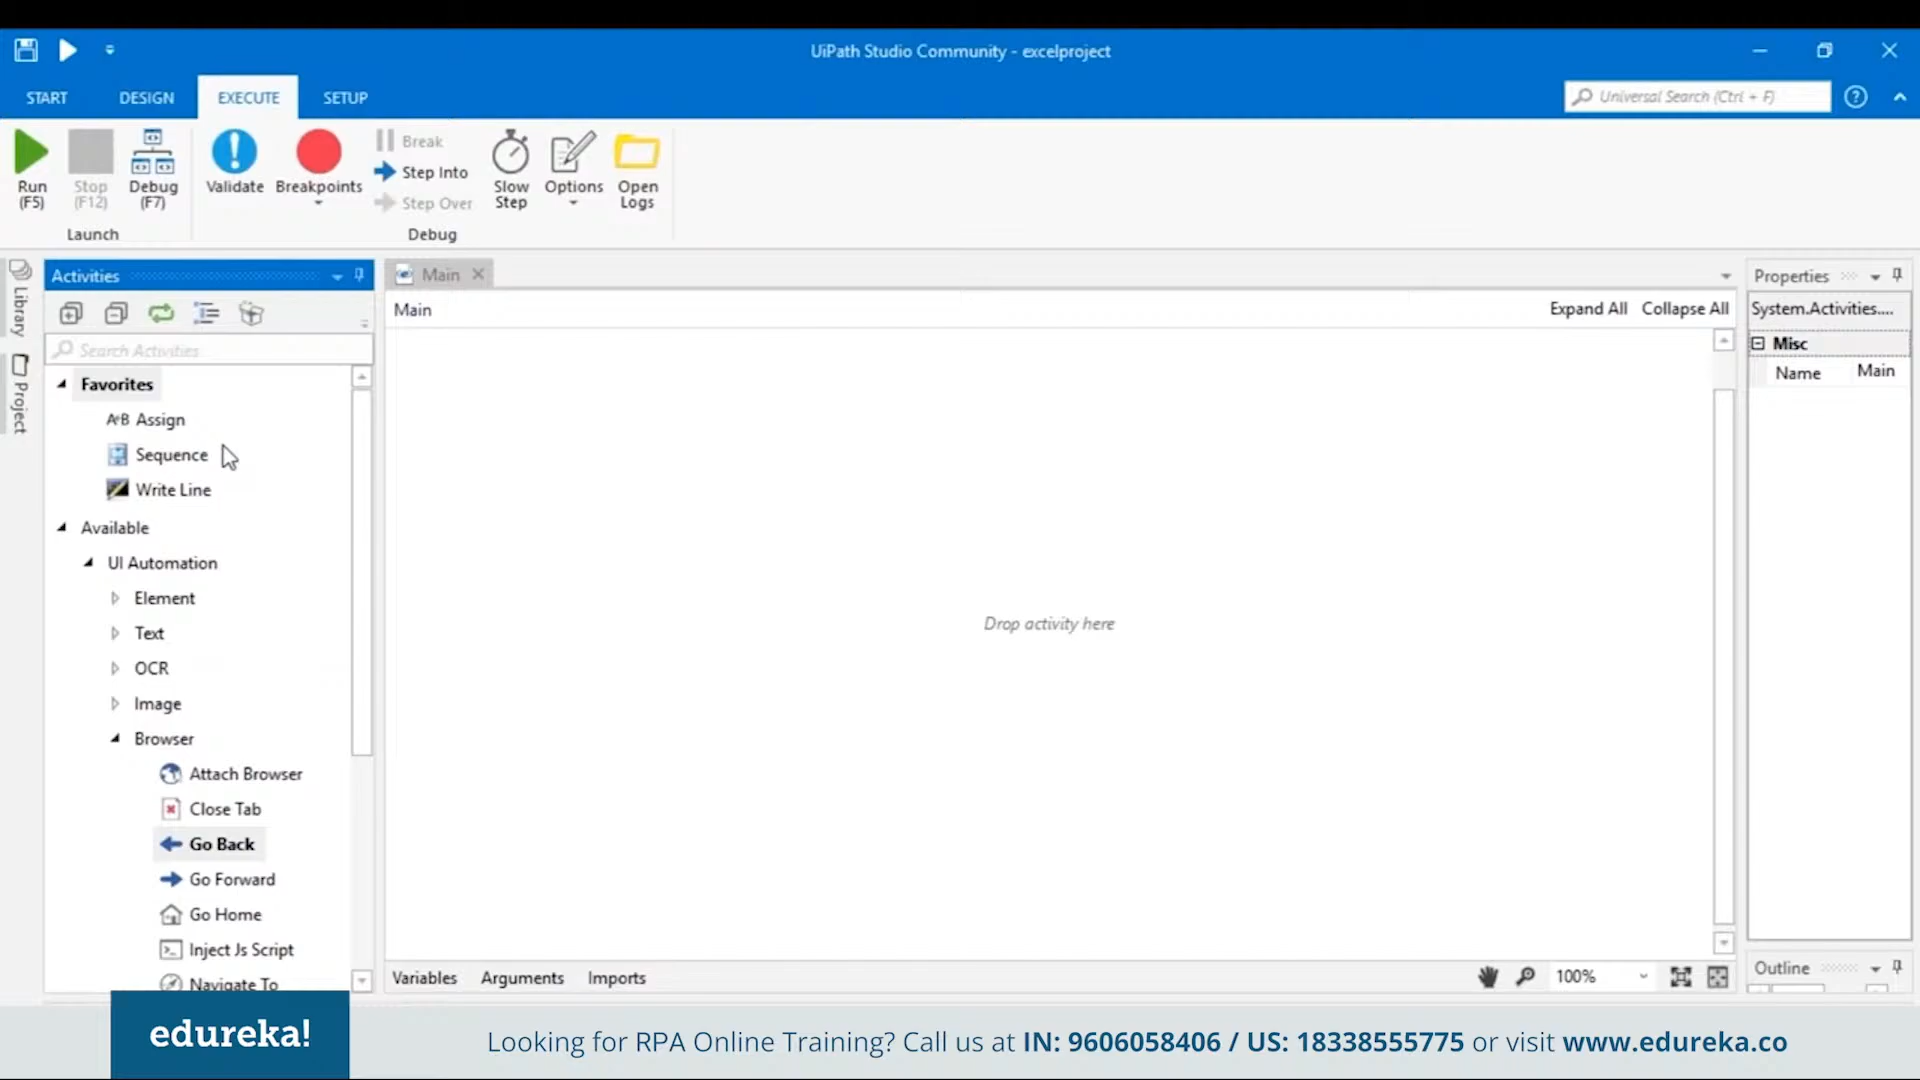 UiPath Studio Community - excelproject
START DESIGN EXECUTE SETUP
Universal Search (Ctrl + F)
Run (F5)
Stop (F12)
Debug (F7)
Launch
Validate
Breakpoints
Break
Step Into
Step Over
Slow Step
Options
Open Logs
Debug
Library
Project
Activities
Search Activities
Favorites
A+B Assign
Sequence
Write Line
Available
UI Automation
Element
Text
OCR
Image
Browser
Attach Browser
Close Tab
Go Back
Go Forward
Go Home
Inject Js Script
Navigate To
Main
Main
Expand All Collapse All
Drop activity here
Variables Arguments Imports
100%
Properties
System.Activities....
Misc
Name Main
Outline
edureka!
Looking for RPA Online Training? Call us at IN: 9606058406 / US: 18338555775 or visit www.edureka.co